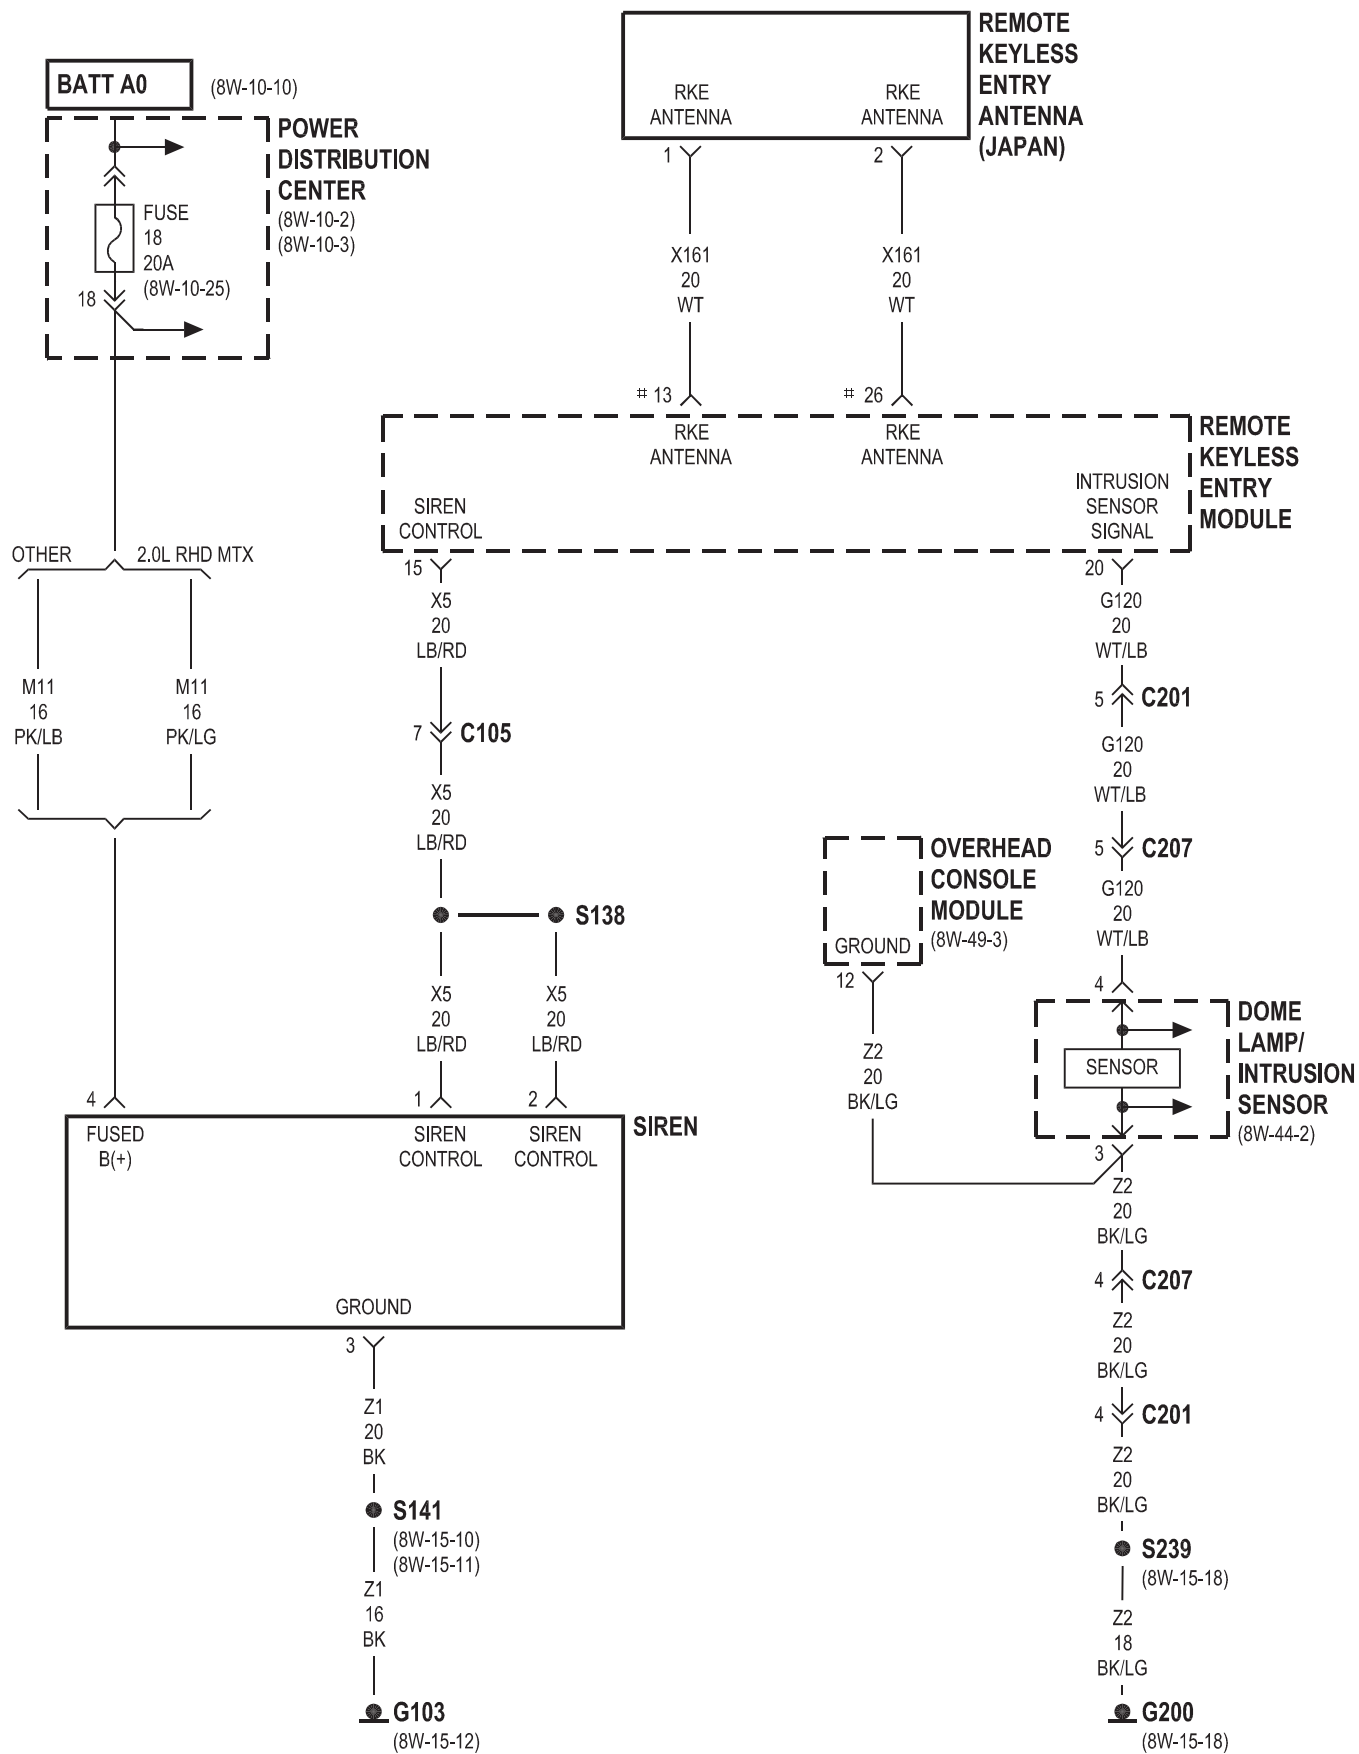 BATT A0
(8W-10-10)
POWER
DISTRIBUTION
CENTER
(8W-10-2)
(8W-10-3)
FUSE
18
20A
(8W-10-25)
18
OTHER
2.0L RHD MTX
M11
16
PK/LB
M11
16
PK/LG
REMOTE
KEYLESS
ENTRY
ANTENNA
(JAPAN)
RKE
ANTENNA
RKE
ANTENNA
1
2
X161
20
WT
X161
20
WT
# 13
# 26
RKE
ANTENNA
RKE
ANTENNA
REMOTE
KEYLESS
ENTRY
MODULE
SIREN
CONTROL
INTRUSION
SENSOR
SIGNAL
15
X5
20
LB/RD
7
C105
X5
20
LB/RD
S138
X5
20
LB/RD
X5
20
LB/RD
4
1
2
SIREN
FUSED
B(+)
SIREN
CONTROL
SIREN
CONTROL
GROUND
3
Z1
20
BK
S141
(8W-15-10)
(8W-15-11)
Z1
16
BK
G103
(8W-15-12)
20
G120
20
WT/LB
5
C201
G120
20
WT/LB
5
C207
G120
20
WT/LB
4
OVERHEAD
CONSOLE
MODULE
(8W-49-3)
GROUND
12
Z2
20
BK/LG
DOME
LAMP/
INTRUSION
SENSOR
(8W-44-2)
SENSOR
3
Z2
20
BK/LG
4
C207
Z2
20
BK/LG
4
C201
Z2
20
BK/LG
S239
(8W-15-18)
Z2
18
BK/LG
G200
(8W-15-18)